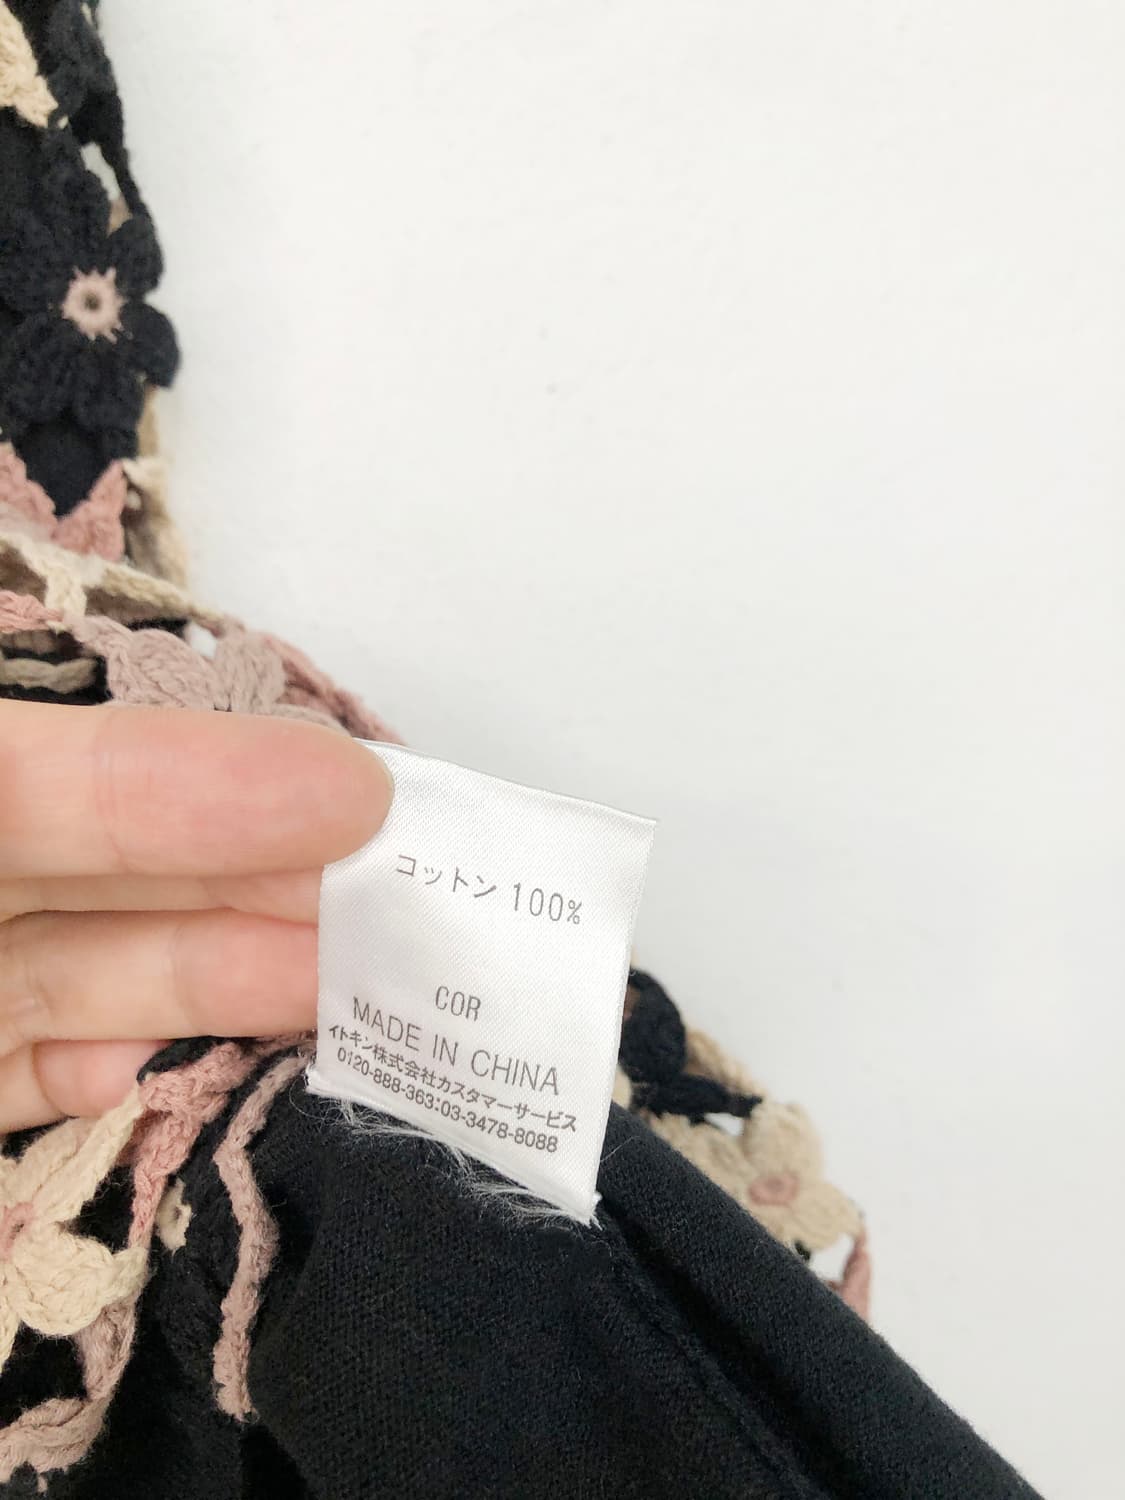 コットン 100%
COR
MADE IN CHINA
イトキン株式会社カスタマーサービス
0120-888-363:03-3478-8088